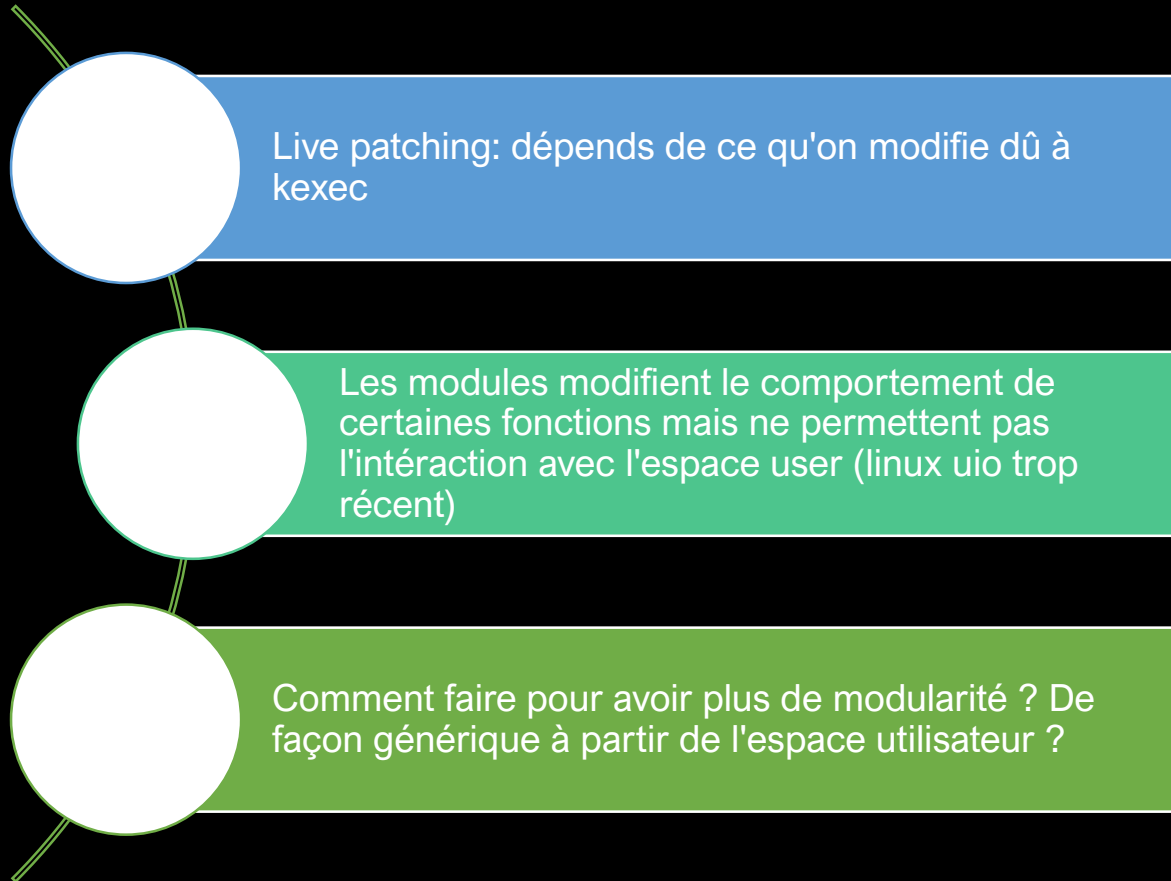 Live patching: dépends de ce qu'on modifie dû à
kexec
Les modules modifient le comportement de
certaines fonctions mais ne permettent pas
l'intéraction avec l'espace user (linux uio trop
récent)
Comment faire pour avoir plus de modularité ? De
façon générique à partir de l'espace utilisateur ?